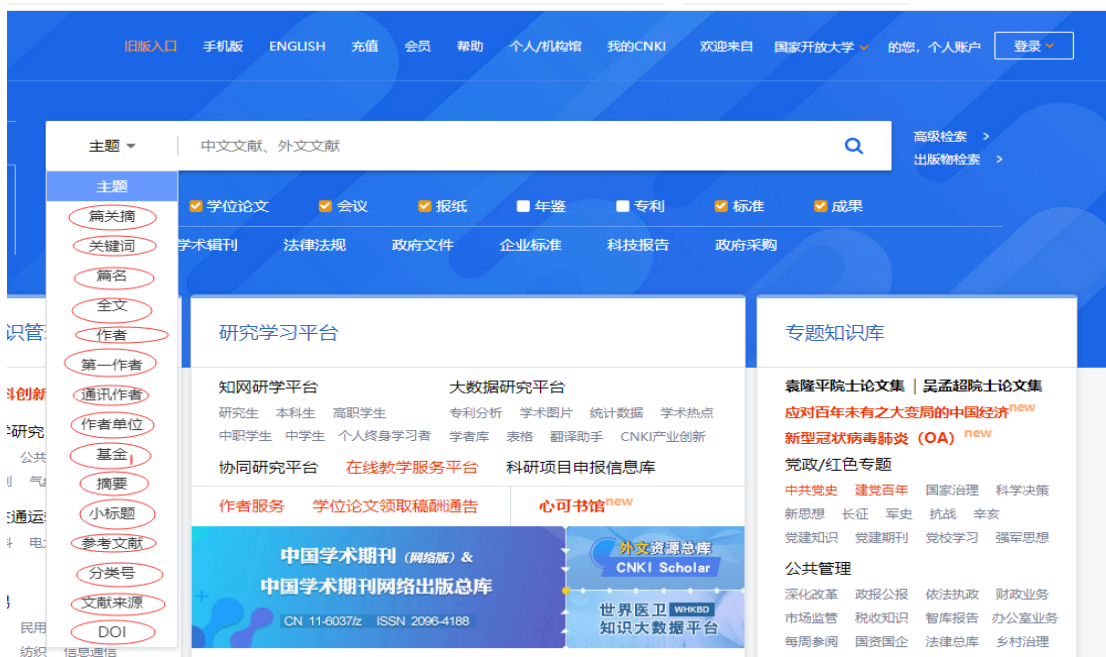 旧版入口 手机版 ENGLISH 充值 会员 帮助 个人/机构馆 我的CNKI 欢迎来自 国家开放大学 的您，个人账户 登录
主题 中文文献、外文文献
高级检索 >
出版物检索 >
主题
篇关摘
关键词
篇名
全文
作者
第一作者
通讯作者
作者单位
基金
摘要
小标题
参考文献
分类号
文献来源
DOI
学位论文 会议 报纸 年鉴 专利 标准 成果
学术辑刊 法律法规 政府文件 企业标准 科技报告 政府采购
识管
科创新
学研究
公共
交通运
民用
纺织 信息通信
研究学习平台
知网研学平台
研究生 本科生 高职学生
中职学生 中学生 个人终身学习者
大数据研究平台
专利分析 学术图片 统计数据 学术热点
学者库 表格 翻译助手 CNKI产业创新
协同研究平台 在线教学服务平台 科研项目申报信息库
作者服务 学位论文领取稿酬通告 心可书馆new
中国学术期刊（网络版）&
中国学术期刊网络出版总库
CN 11-6037/z ISSN 2096-4188
外文资源总库
CNKI Scholar
世界医卫 WHKBD
知识大数据平台
专题知识库
袁隆平院士论文集 | 吴孟超院士论文集
应对百年未有之大变局的中国经济new
新型冠状病毒肺炎（OA）new
党政/红色专题
中共党史 建党百年 国家治理 科学决策
新思想 长征 军史 抗战 辛亥
党建知识 党建期刊 党校学习 强军思想
公共管理
深化改革 政报公报 依法执政 财政业务
市场监管 税收知识 智库报告 办公室业务
每周参阅 国资国企 法律总库 乡村治理